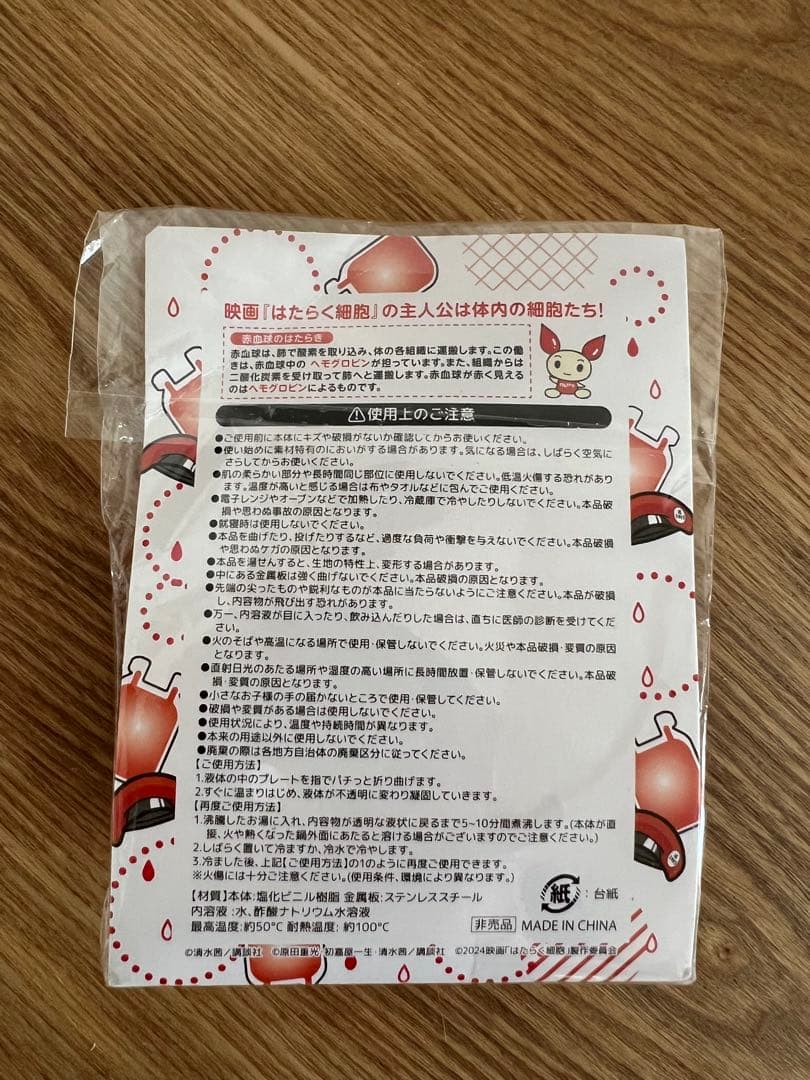 映画『はたらく細胞』の主人公は体内の細胞たち!
赤血球のはたらき
赤血球は、肺で酸素を取り込み、体の各組織に運搬します。この働
きは、赤血球中の ヘモグロビン が担っています。また、組織からは
二酸化炭素を受け取って肺へと運搬します。赤血球が赤く見える
のはヘモグロビンによるものです。
⚠使用上のご注意
●ご使用前に本体にキズや破損がないか確認してからお使いください。
●使い始めに素材特有のにおいがする場合があります。気になる場合は、しばらく空気に
さらしてからお使いください。
●肌の柔らかい部分や長時間同じ部位に使用しないでください。低温火傷する恐れがあり
ます。温度が高いと感じる場合は布やタオルなどに包んでご使用ください。
●電子レンジやオーブンなどで加熱したり、冷蔵庫で冷やしたりしないでください。本品破
損や思わぬ事故の原因となります。
●就寝時は使用しないでください。
●本品を曲げたり、投げたりするなど、過度な負荷や衝撃を与えないでください。本品破損
や思わぬケガの原因となります。
●本品を湯せんすると、生地の特性上、変形する場合があります。
●中にある金属板は強く曲げないでください。本品破損の原因となります。
●先端の尖ったものや鋭利なものが本品に当たらないようにご注意ください。本品が破損
し、内容物が飛び出す恐れがあります。
●万一、内溶液が目に入ったり、飲み込んだりした場合は、直ちに医師の診断を受けてくだ
さい。
●火のそばや高温になる場所で使用・保管しないでください。火災や本品破損・変質の原因
となります。
●直射日光のあたる場所や湿度の高い場所に長時間放置・保管しないでください。本品破
損・変質の原因となります。
●小さなお子様の手の届かないところで使用・保管してください。
●破損や変質がある場合は使用しないでください。
●使用状況により、温度や持続時間が異なります。
●本来の用途以外に使用しないでください。
●廃棄の際は各地方自治体の廃棄区分に従ってください。
【ご使用方法】
1.液体の中のプレートを指でパチっと折り曲げます。
2.すぐに温まりはじめ、液体が不透明に変わり凝固していきます。
【再度ご使用方法】
1.沸騰したお湯に入れ、内容物が透明な液状に戻るまで5~10分間煮沸します。(本体が直
接、火や熱くなった鍋外面にあたると溶ける場合がございますのでご注意ください。)
2.しばらく置いて冷ますか、冷水で冷やします。
3.冷ました後、上記【ご使用方法】の1のように再度ご使用できます。
※火傷には十分ご注意ください。(使用条件、環境により異なります。)
【材質】本体:塩化ビニル樹脂 金属板:ステンレススチール
内溶液:水、酢酸ナトリウム水溶液
最高温度:約50℃ 耐熱温度: 約100℃
紙 : 台紙
非売品 MADE IN CHINA
©清水茜/講談社 ©原田重光・初嘉屋一生・清水茜/講談社 ©2024映画「はたらく細胞」製作委員会